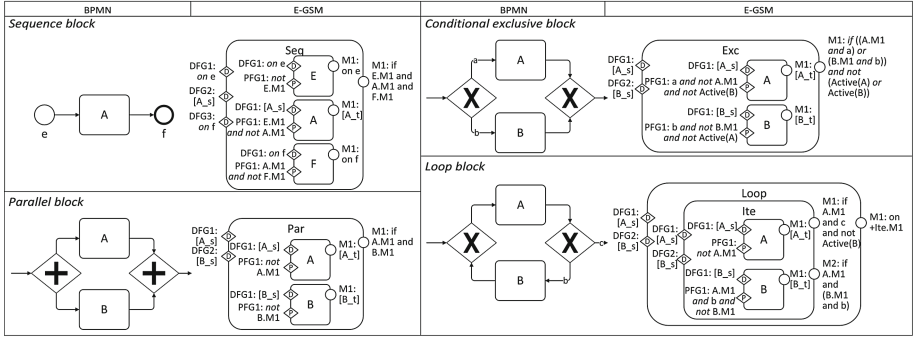 BPMN
E-GSM
BPMN
E-GSM
Sequence block
e
A
f
Seq
DFG1:
on e
DFG2:
[A_s]
DFG3:
on f
DFG1: on e
D
PFG1: not
E.M1
P
E
M1:
on e
DFG1: [A_s]
D
PFG1: E.M1
and not A.M1
P
A
M1:
[A_t]
DFG1: on f
D
PFG1: A.M1
and not F.M1
P
F
M1:
on f
M1: if
E.M1 and
A.M1 and
F.M1
Parallel block
A
B
Par
DFG1:
[A_s]
DFG2:
[B_s]
DFG1: [A_s]
D
PFG1: not
A.M1
P
A
M1:
[A_t]
DFG1: [B_s]
D
PFG1: not
B.M1
P
B
M1:
[B_t]
M1: if
A.M1 and
B.M1
Conditional exclusive block
a
A
X
X
b
B
Exc
DFG1:
[A_s]
DFG2:
[B_s]
DFG1: [A_s]
D
PFG1: a and not A.M1
and not Active(B)
P
A
M1:
[A_t]
DFG1: [B_s]
D
PFG1: b and not B.M1
and not Active(A)
P
B
M1:
[B_t]
M1: if ((A.M1
and a) or
(B.M1 and b))
and not
(Active(A) or
Active(B))
Loop block
A
X
X
c
b
B
Loop
Ite
DFG1:
[A_s]
DFG2:
[B_s]
DFG1:
[A_s]
DFG2:
[B_s]
DFG1: [A_s]
D
PFG1:
not A.M1
P
A
M1:
[A_t]
DFG1: [B_s]
D
PFG1: A.M1
and b and
not B.M1
P
B
M1:
[B_t]
M1: if
A.M1
and c
and not
Active(B)
M2: if
A.M1
and
(B.M1
and b)
M1: on
+Ite.M1